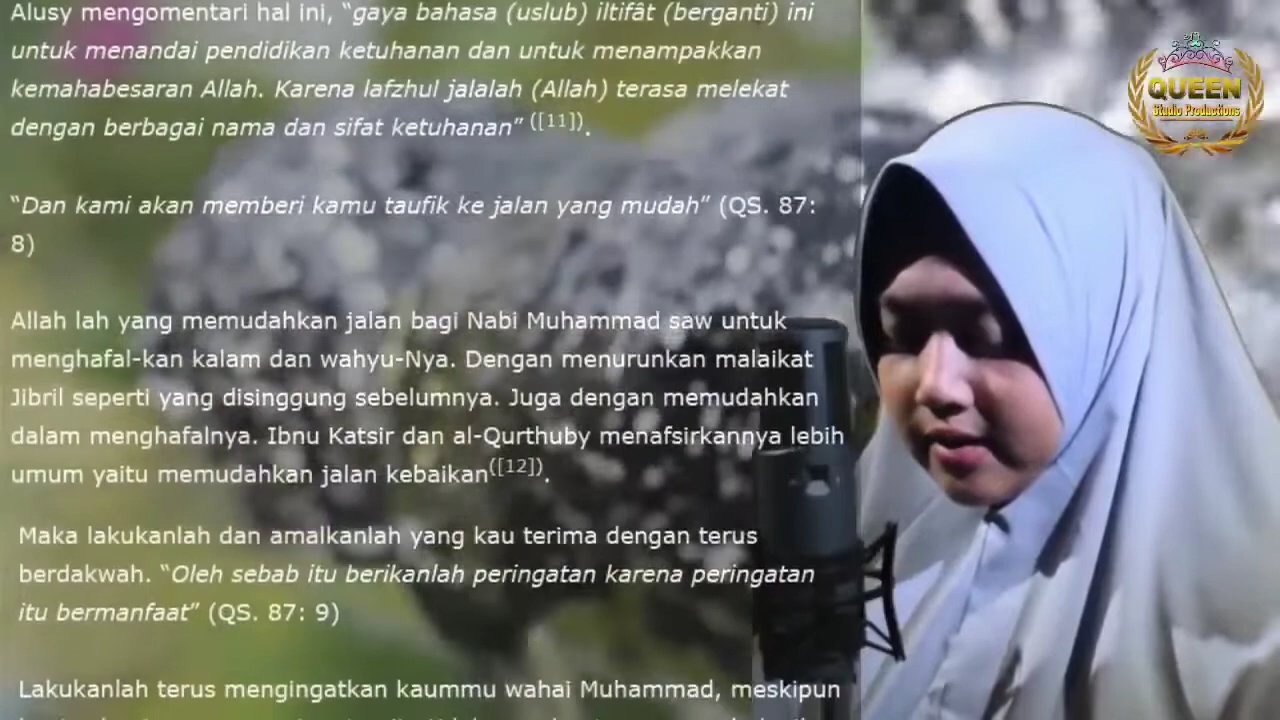 Alusy mengomentari hal ini, “gaya bahasa (uslub) iltifât (berganti) ini
untuk menandai pendidikan ketuhanan dan untuk menampakkan
kemahabesaran Allah. Karena lafzhul jalalah (Allah) terasa melekat
dengan berbagai nama dan sifat ketuhanan” ([11]).
“Dan kami akan memberi kamu taufik ke jalan yang mudah” (QS. 87:
8)
Allah lah yang memudahkan jalan bagi Nabi Muhammad saw untuk
menghafal-kan kalam dan wahyu-Nya. Dengan menurunkan malaikat
Jibril seperti yang disinggung sebelumnya. Juga dengan memudahkan
dalam menghafalnya. Ibnu Katsir dan al-Qurthuby menafsirkannya lebih
umum yaitu memudahkan jalan kebaikan([12]).
Maka lakukanlah dan amalkanlah yang kau terima dengan terus
berdakwah. “Oleh sebab itu berikanlah peringatan karena peringatan
itu bermanfaat” (QS. 87: 9)
Lakukanlah terus mengingatkan kaummu wahai Muhammad, meskipun
QUEEN
Studio Productions